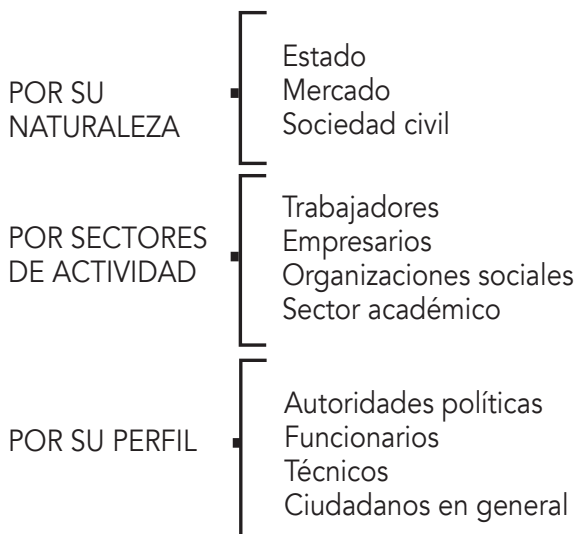 POR SU
NATURALEZA
Estado
Mercado
Sociedad civil
POR SECTORES
DE ACTIVIDAD
Trabajadores
Empresarios
Organizaciones sociales
Sector académico
POR SU PERFIL
Autoridades políticas
Funcionarios
Técnicos
Ciudadanos en general